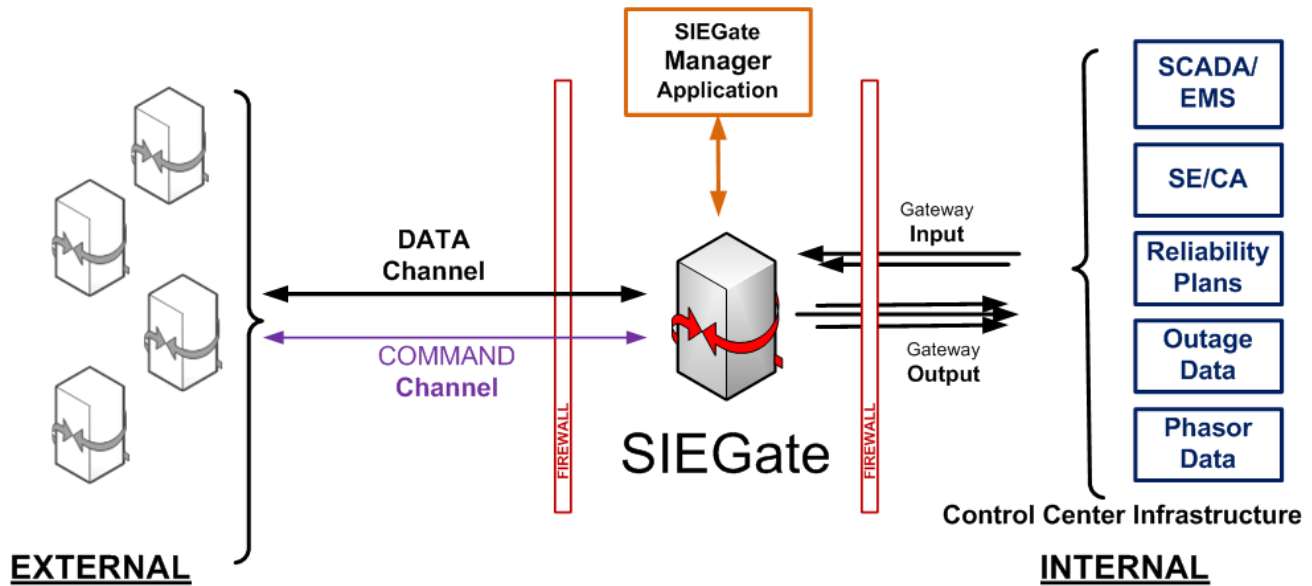 SIEGate
Manager
Application
DATA
Channel
COMMAND
Channel
FIREWALL
SIEGate
FIREWALL
Gateway
Input
Gateway
Output
SCADA/
EMS
SE/CA
Reliability
Plans
Outage
Data
Phasor
Data
Control Center Infrastructure
EXTERNAL
INTERNAL